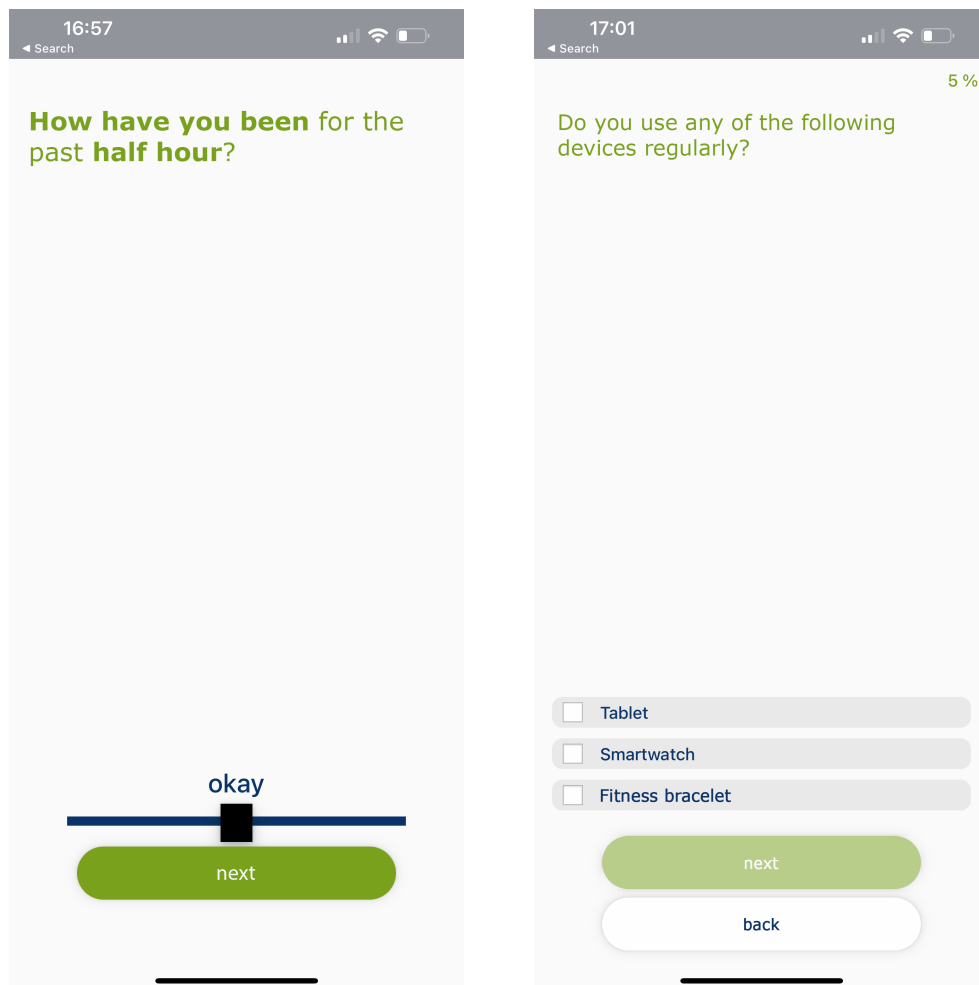 16:57
◀ Search
How have you been for the
past half hour?
okay
next
17:01
◀ Search
5 %
Do you use any of the following
devices regularly?
Tablet
Smartwatch
Fitness bracelet
next
back